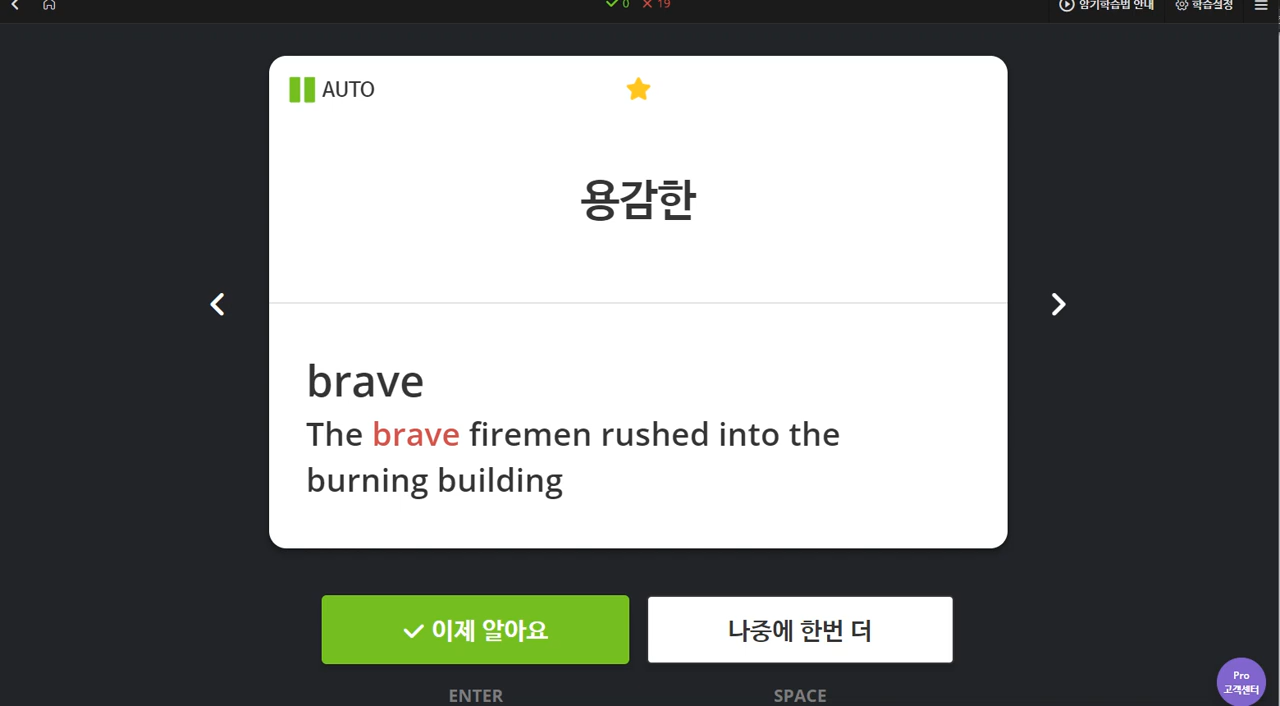 0 19 암기학습법 안내 학습설정
AUTO
용감한
brave
The brave firemen rushed into the
burning building
이제 알아요 나중에 한번 더
ENTER SPACE
Pro
고객센터